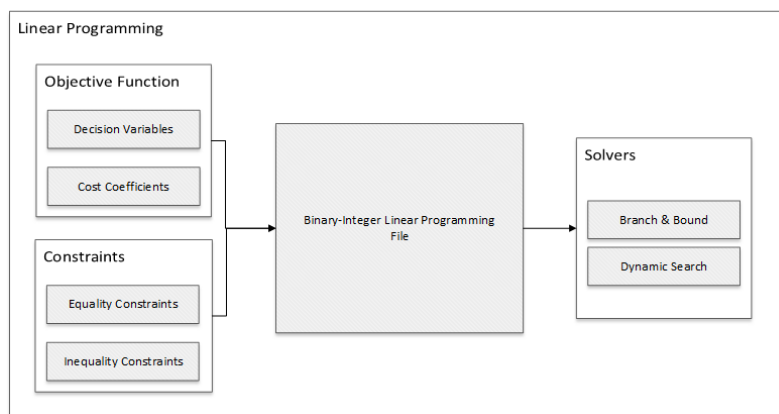 Linear Programming
Objective Function
Decision Variables
Cost Coefficients
Constraints
Equality Constraints
Inequality Constraints
Binary-Integer Linear Programming
File
Solvers
Branch & Bound
Dynamic Search